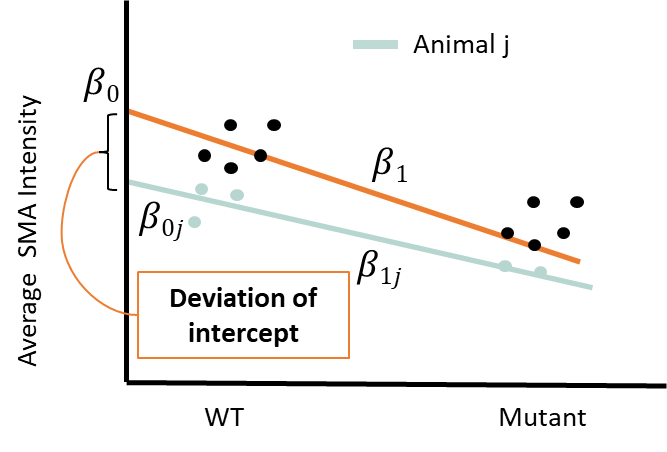 Animal j
β0
Average SMA Intensity
β1
β0j
β1j
Deviation of
intercept
WT
Mutant